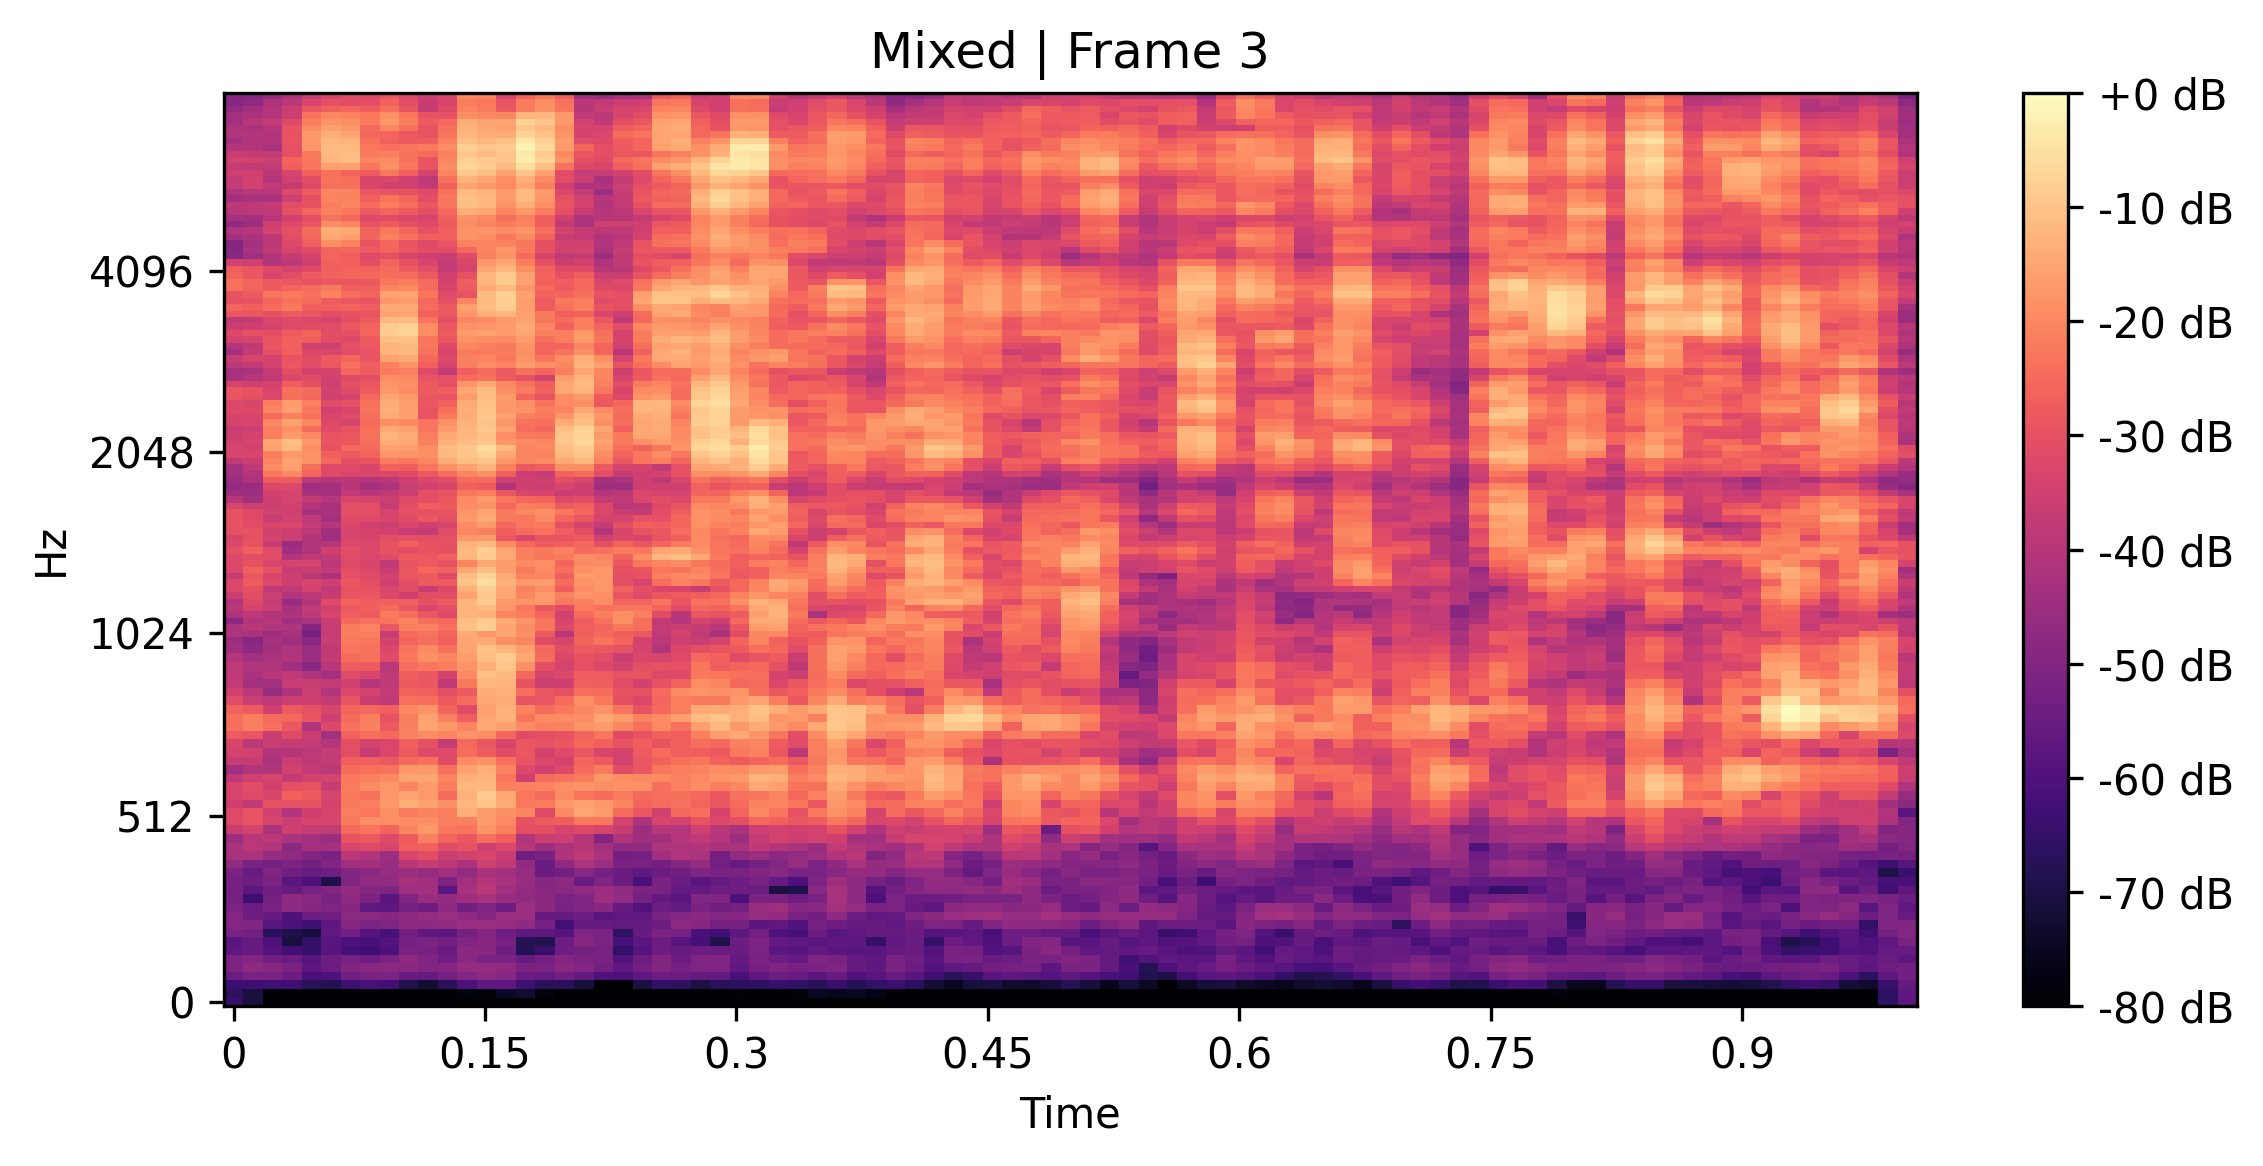 Mixed | Frame 3
Hz
4096
2048
1024
512
0
0 0.15 0.3 0.45 0.6 0.75 0.9
Time
+0 dB
-10 dB
-20 dB
-30 dB
-40 dB
-50 dB
-60 dB
-70 dB
-80 dB